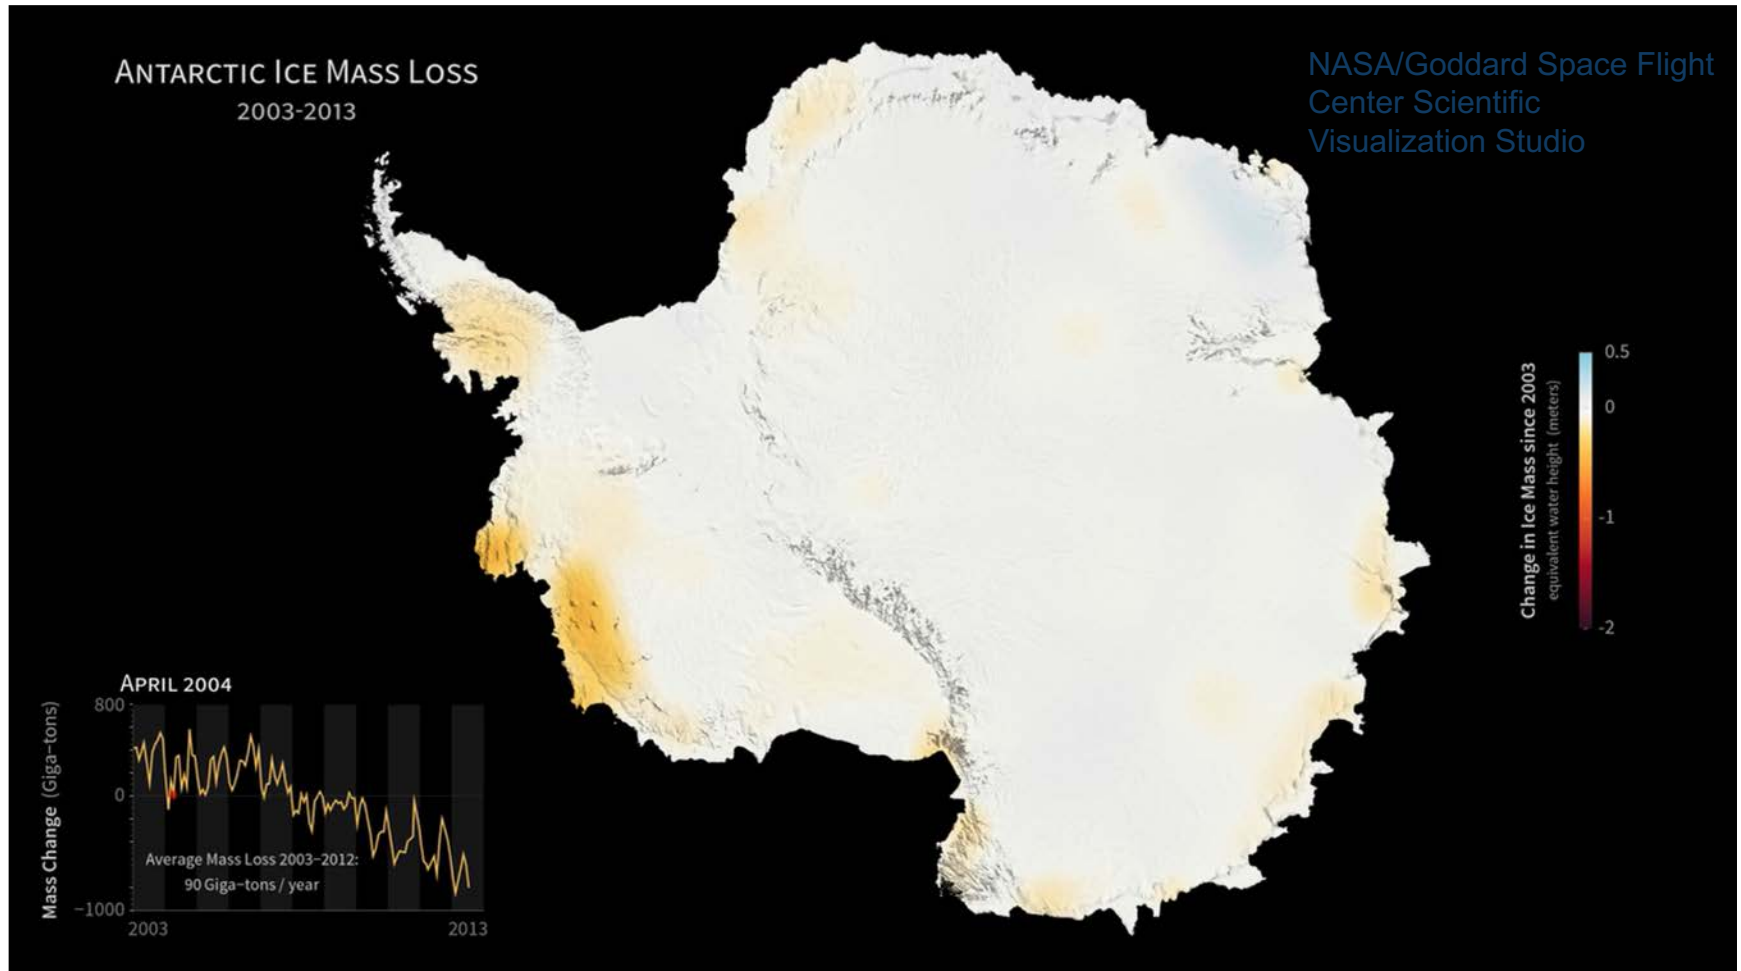 ANTARCTIC ICE MASS LOSS
2003-2013
NASA/Goddard Space Flight
Center Scientific
Visualization Studio
Change in Ice Mass since 2003
equivalent water height (meters)
0.5
0
-1
-2
APRIL 2004
Mass Change (Giga-tons)
800
0
-1000
Average Mass Loss 2003-2012:
90 Giga-tons / year
2003
2013